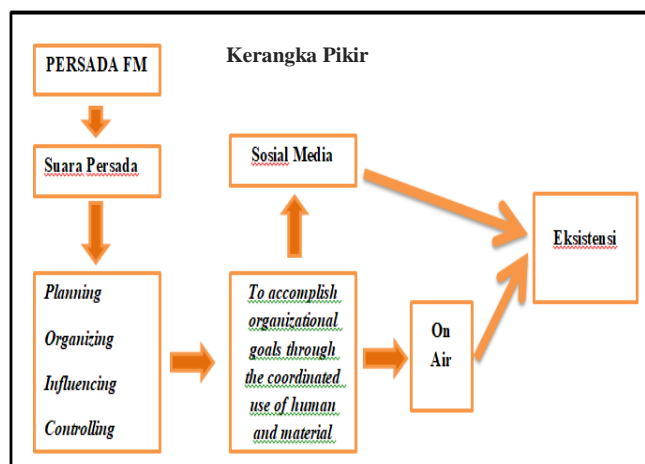 Kerangka Pikir
PERSADA FM
Suara Persada
Sosial Media
Eksistensi
Planning
Organizing
Influencing
Controlling
To accomplish
organizational
goals through
the coordinated
use of human
and material
On
Air